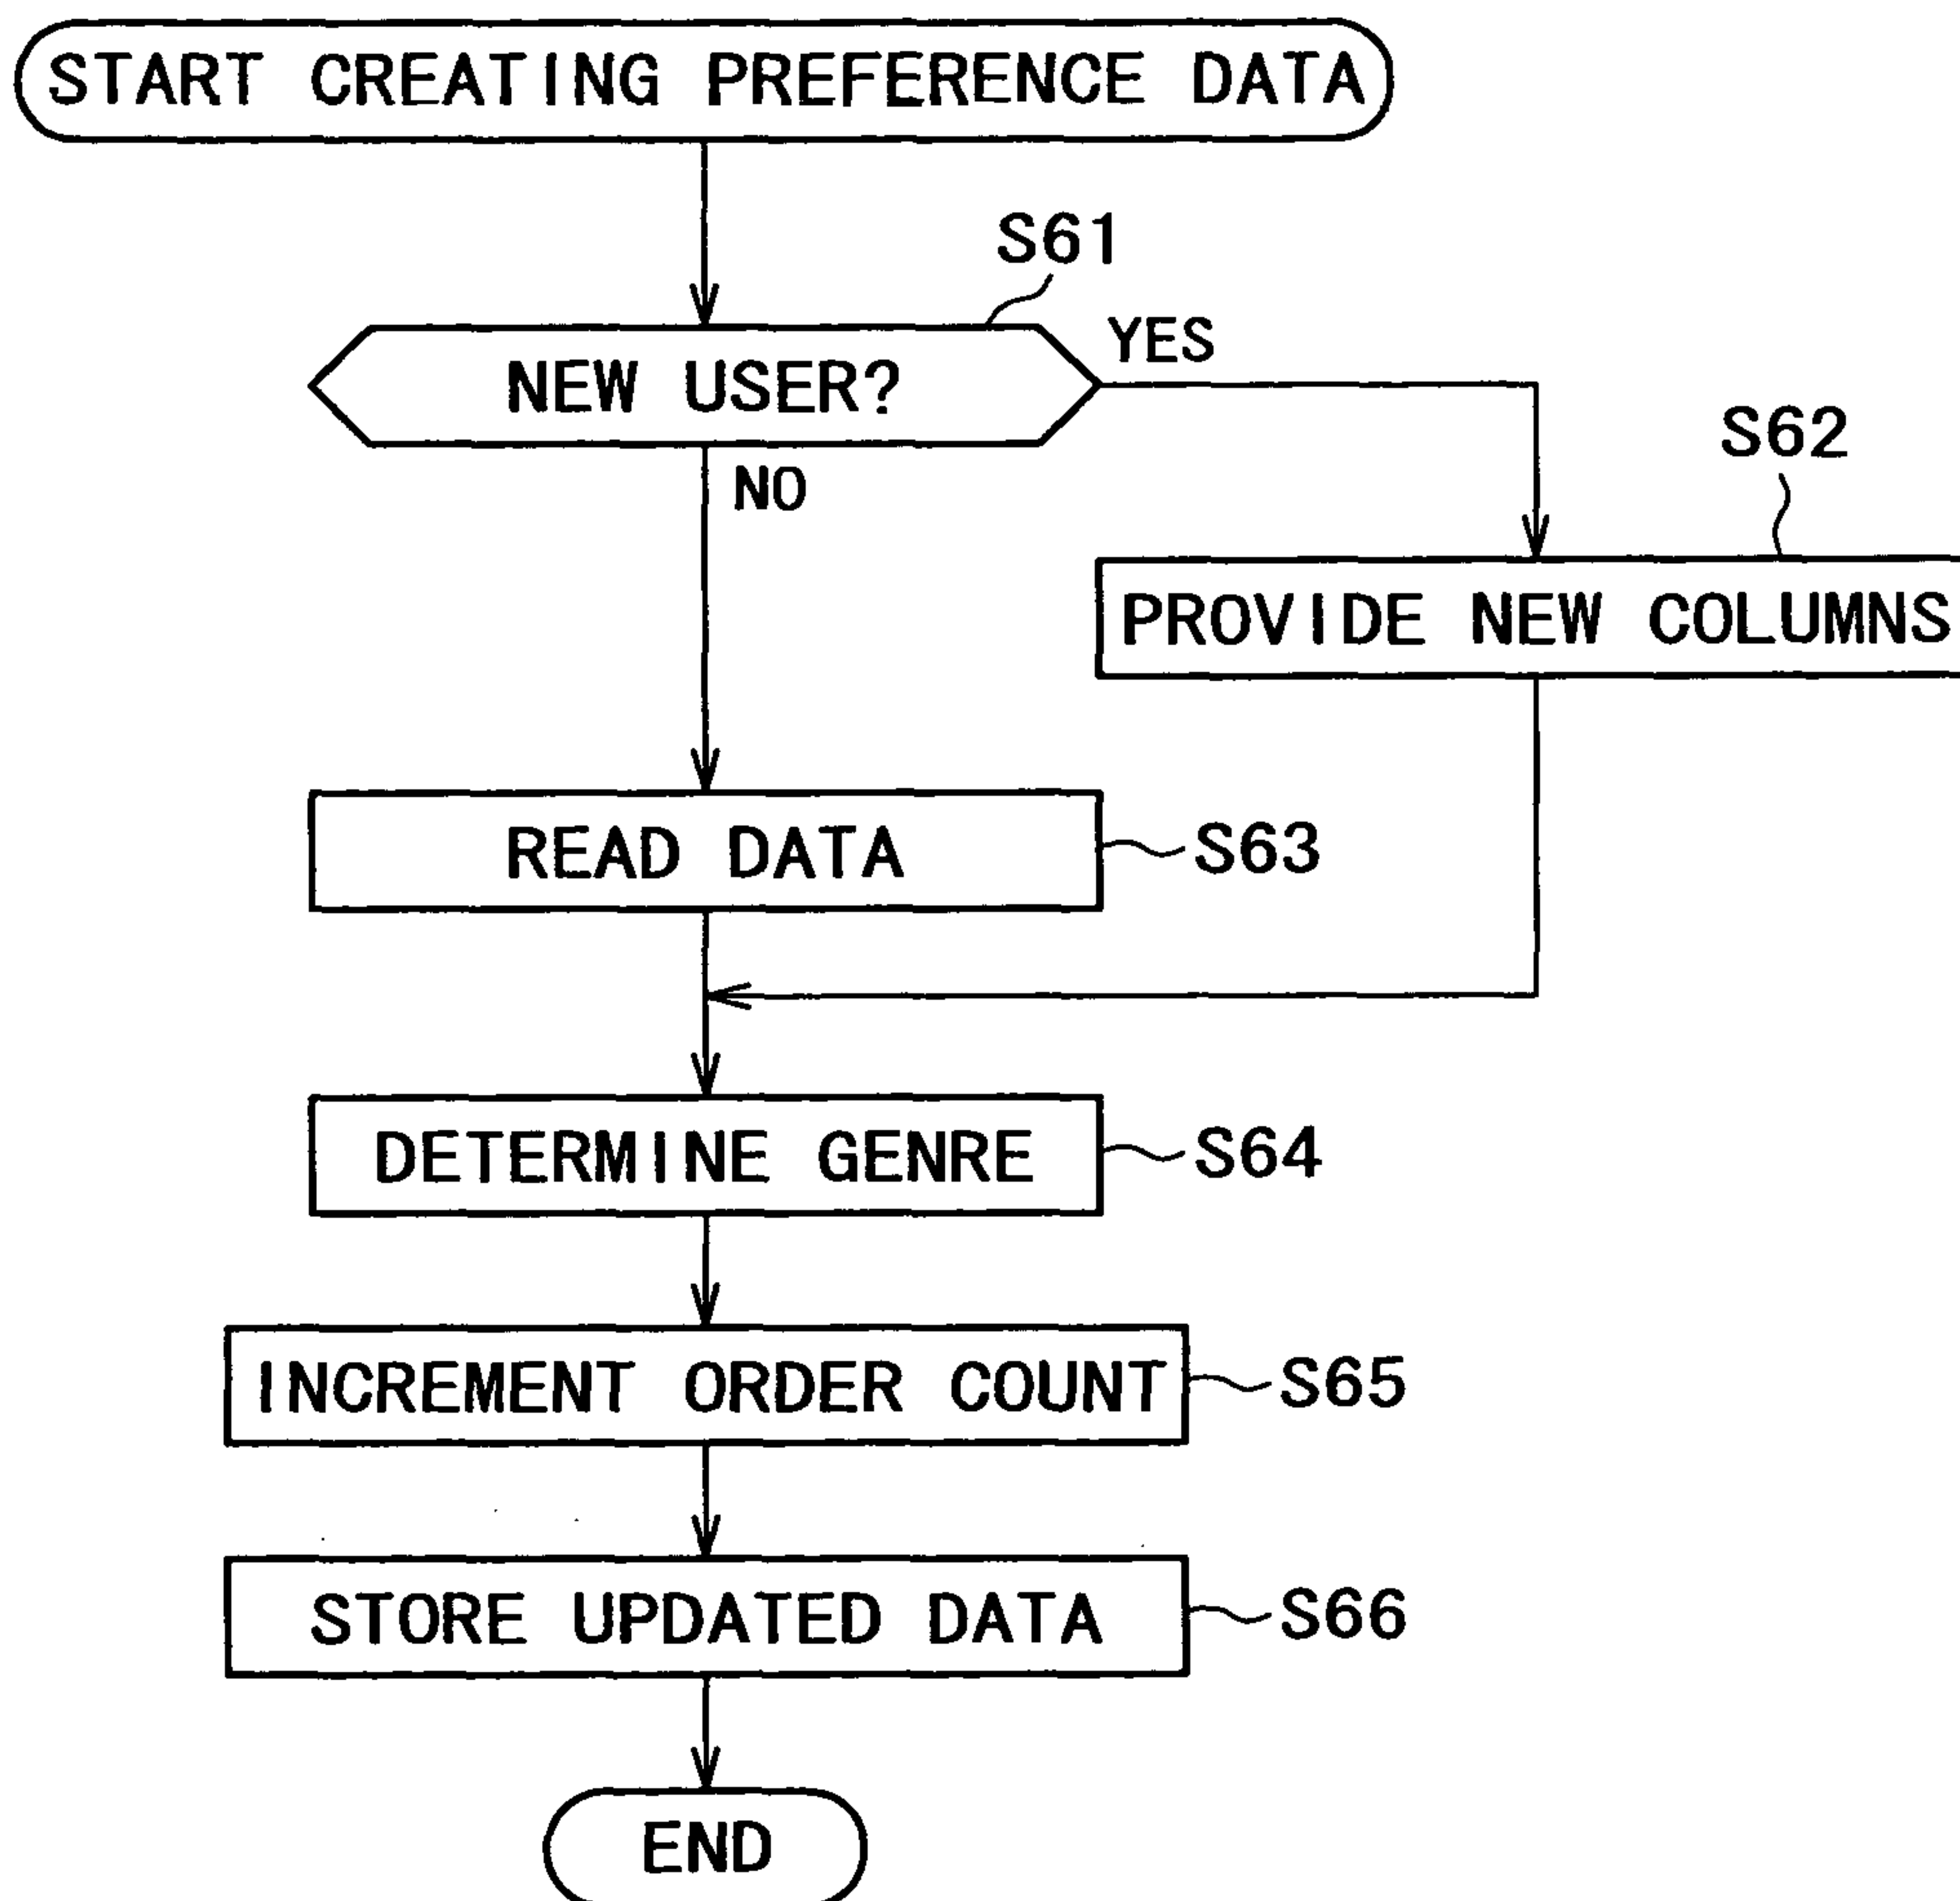 START CREATING PREFERENCE DATA
S61
NEW USER?
YES
NO
S62
PROVIDE NEW COLUMNS
READ DATA
S63
DETERMINE GENRE
S64
INCREMENT ORDER COUNT
S65
STORE UPDATED DATA
S66
END